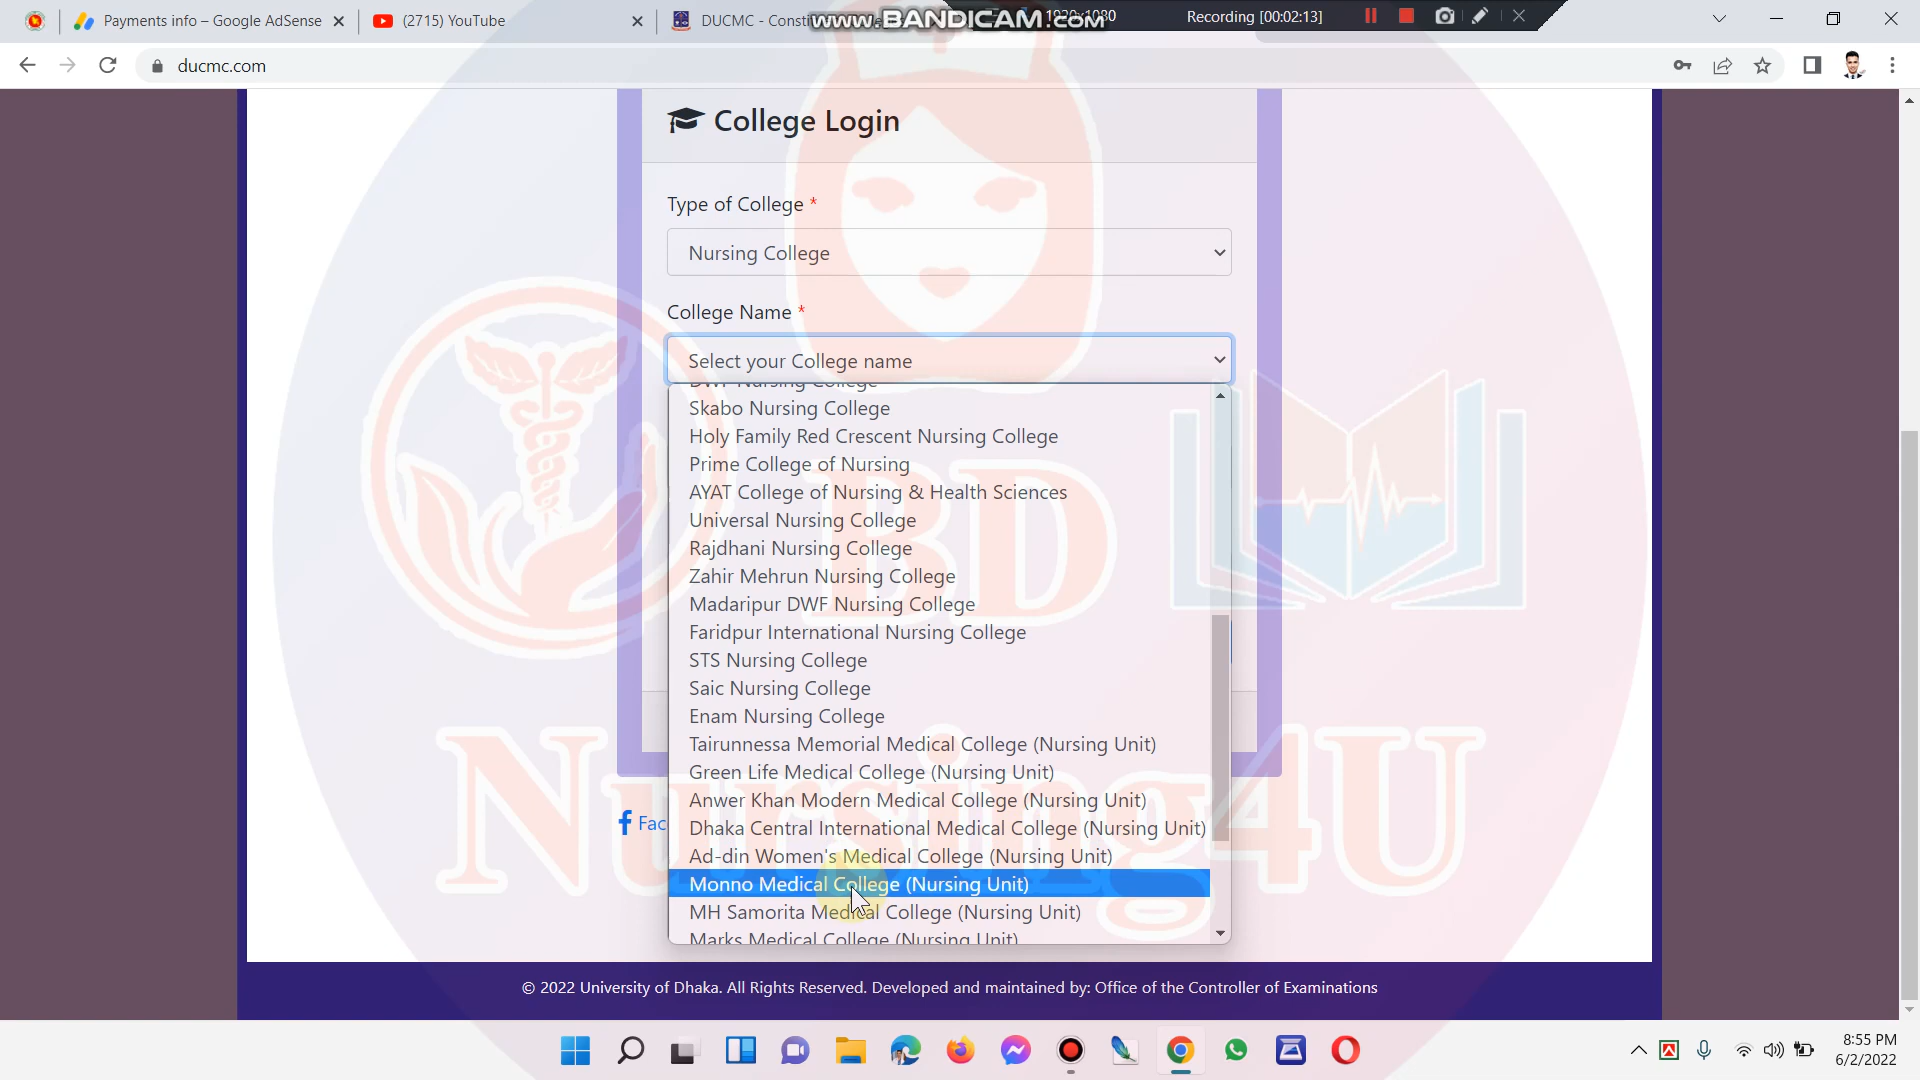 Payments info – Google AdSense
(2715) YouTube
DUCMC - Consti
www.BANDICAM.com
1920x1080
Recording [00:02:13]
ducmc.com
College Login
Type of College *
Nursing College
College Name *
Select your College name
DWF Nursing College
Skabo Nursing College
Holy Family Red Crescent Nursing College
Prime College of Nursing
AYAT College of Nursing & Health Sciences
Universal Nursing College
Rajdhani Nursing College
Zahir Mehrun Nursing College
Madaripur DWF Nursing College
Faridpur International Nursing College
STS Nursing College
Saic Nursing College
Enam Nursing College
Tairunnessa Memorial Medical College (Nursing Unit)
Green Life Medical College (Nursing Unit)
Anwer Khan Modern Medical College (Nursing Unit)
Dhaka Central International Medical College (Nursing Unit)
Ad-din Women's Medical College (Nursing Unit)
Monno Medical College (Nursing Unit)
MH Samorita Medical College (Nursing Unit)
Marks Medical College (Nursing Unit)
Fac
BD
Nursing4U
© 2022 University of Dhaka. All Rights Reserved. Developed and maintained by: Office of the Controller of Examinations
8:55 PM
6/2/2022